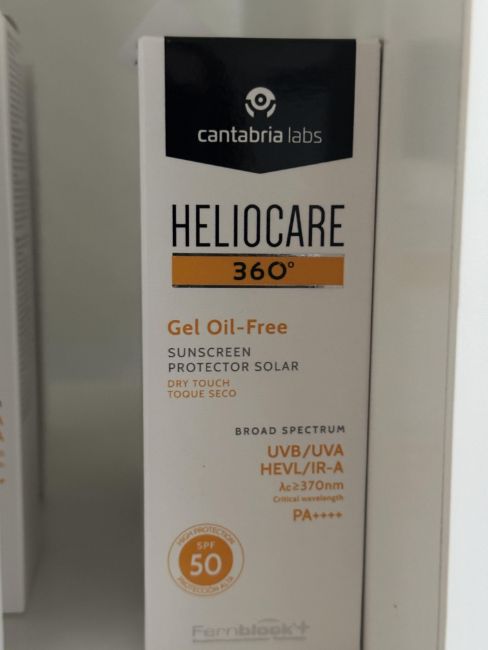 cantabria labs
HELIOCARE
360°
Gel Oil-Free
SUNSCREEN
PROTECTOR SOLAR
DRY TOUCH
TOQUE SECO
BROAD SPECTRUM
UVB/UVA
HEVL/IR-A
λc≥370nm
Critical wavelength
PA++++
HIGH PROTECTION
SPF
50
PROTECCIÓN ALTA
Fernblock+